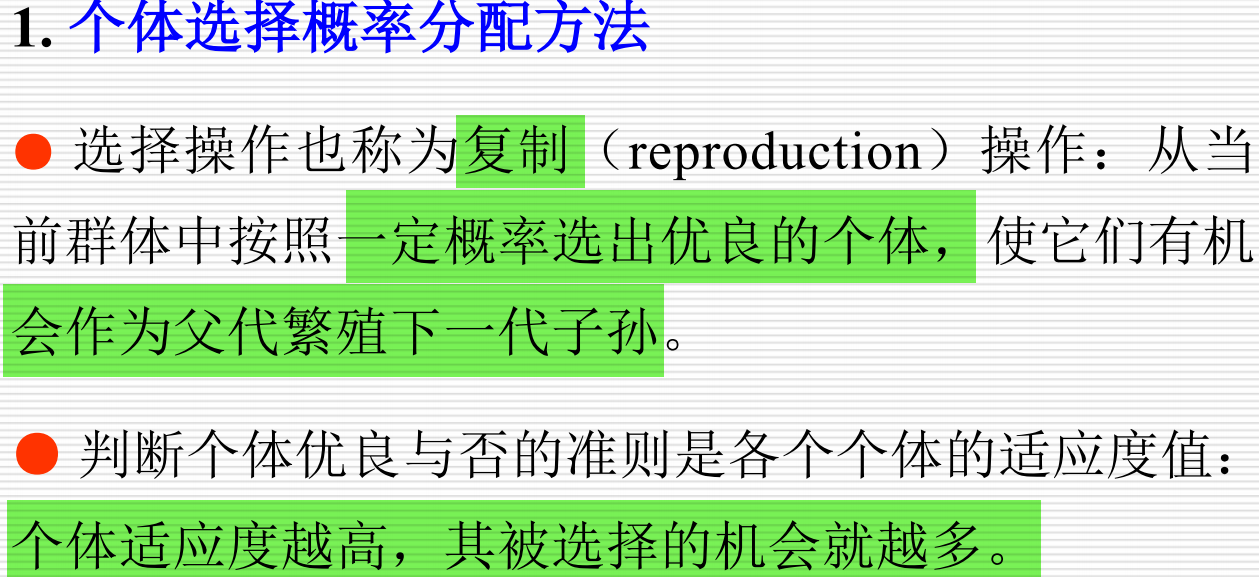 1. 个体选择概率分配方法
● 选择操作也称为复制（reproduction）操作：从当
前群体中按照一定概率选出优良的个体，使它们有机
会作为父代繁殖下一代子孙。
● 判断个体优良与否的准则是各个个体的适应度值：
个体适应度越高，其被选择的机会就越多。